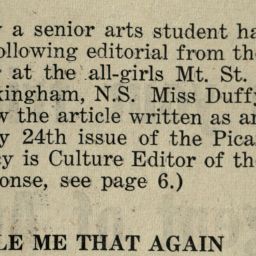 a senior arts student ha
ollowing editorial from the
at the all-girls Mt. St.
kingham, N.S. Miss Duffy
w the article written as an
y 24th issue of the Pica
cy is Culture Editor of the
onse, see page 6.)
LE ME THAT AGAIN